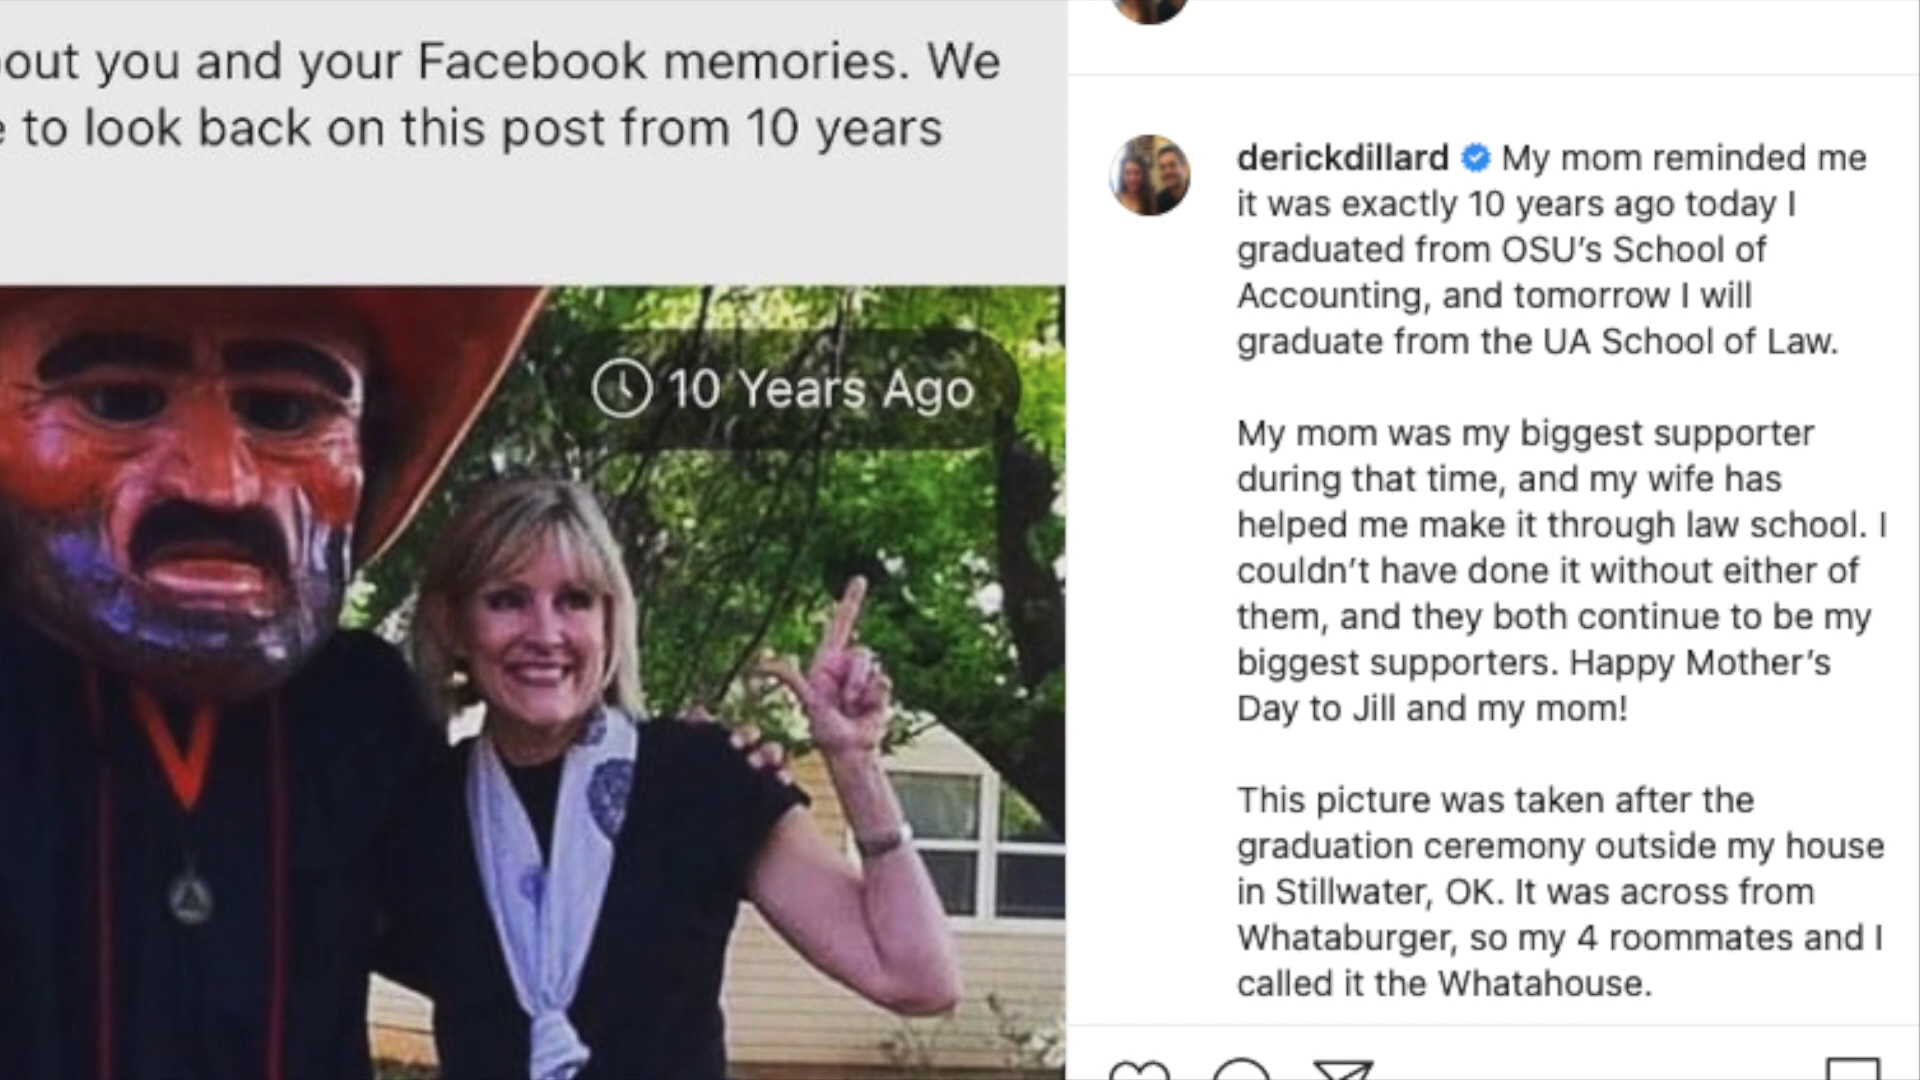 out you and your Facebook memories. We
to look back on this post from 10 years
10 Years Ago
derickdillard My mom reminded me
it was exactly 10 years ago today I
graduated from OSU's School of
Accounting, and tomorrow I will
graduate from the UA School of Law.
My mom was my biggest supporter
during that time, and my wife has
helped me make it through law school. I
couldn't have done it without either of
them, and they both continue to be my
biggest supporters. Happy Mother's
Day to Jill and my mom!
This picture was taken after the
graduation ceremony outside my house
in Stillwater, OK. It was across from
Whataburger, so my 4 roommates and I
called it the Whatahouse.